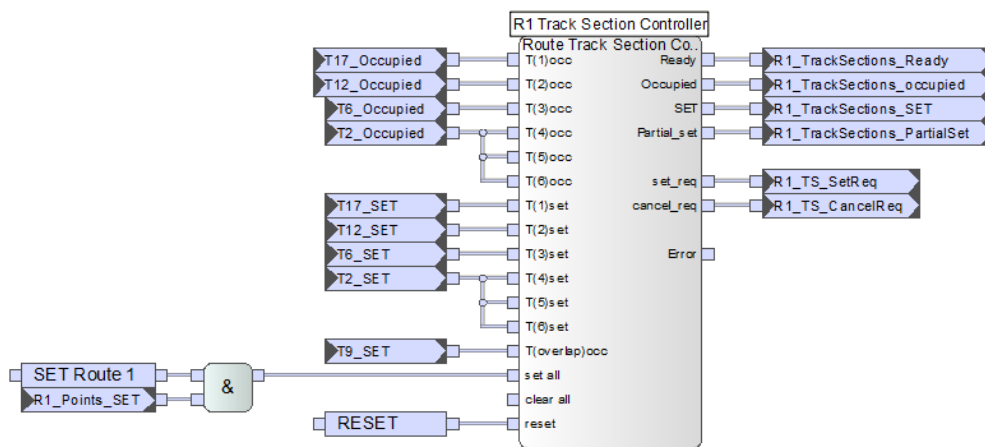 R1 Track Section Controller
Route Track Section Co..
T17_Occupied
T(1)occ
Ready
R1_TrackSections_Ready
T12_Occupied
T(2)occ
Occupied
R1_TrackSections_occupied
T6_Occupied
T(3)occ
SET
R1_TrackSections_SET
T2_Occupied
T(4)occ
Partial_set
R1_TrackSections_PartialSet
T(5)occ
T(6)occ
set_req
R1_TS_SetReq
T17_SET
T(1)set
cancel_req
R1_TS_CancelReq
T12_SET
T(2)set
T6_SET
T(3)set
Error
T2_SET
T(4)set
T(5)set
T(6)set
T9_SET
T(overlap)occ
SET Route 1
set all
&
R1_Points_SET
clear all
RESET
reset